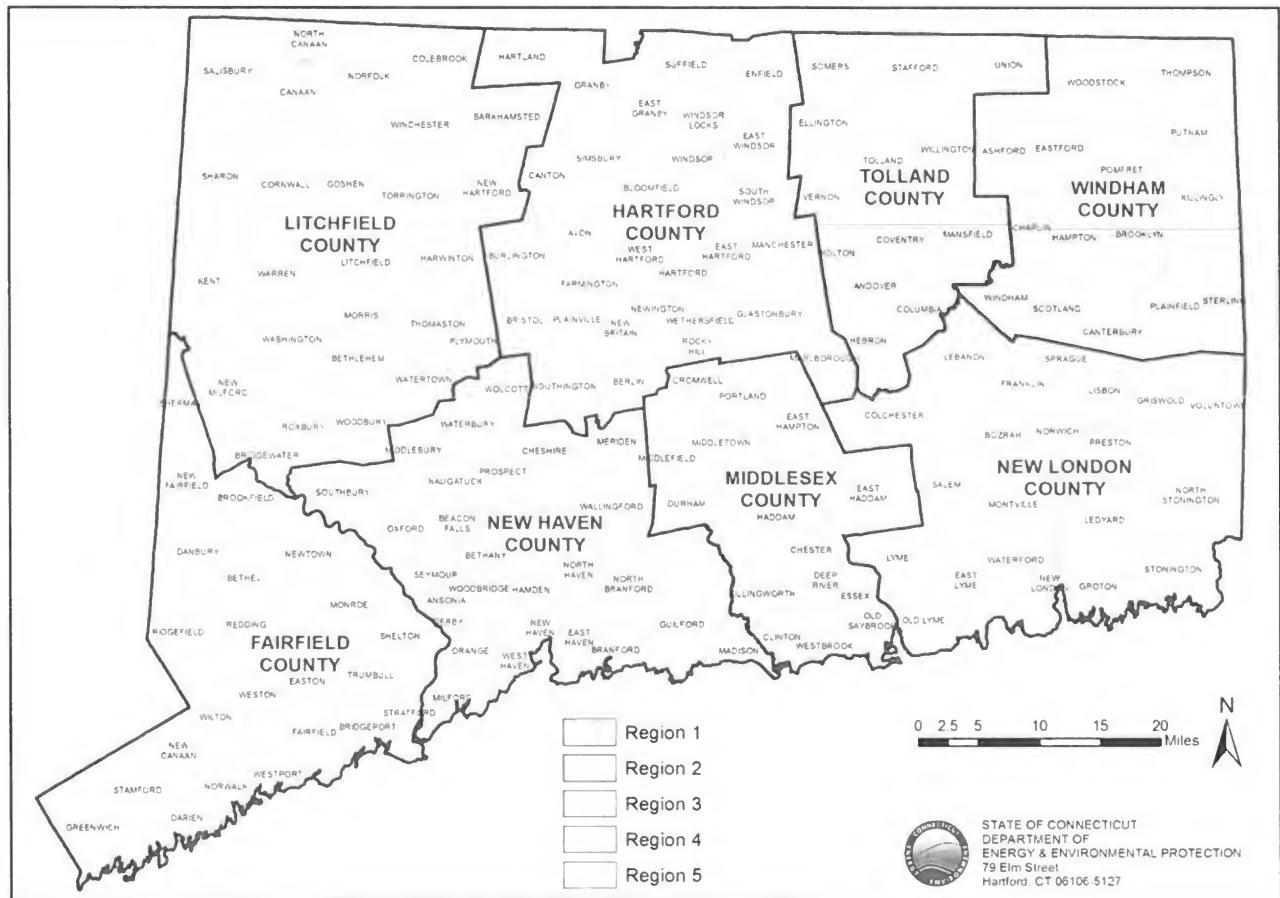 NORTH
CANAAN
COLEBROOK
HARTLAND
SUFFIELD
ENFIELD
SOMERS
STAFFORD
UNION
SALISBURY
NORFOLK
CANAAN
GRANBY
WOODSTOCK
THOMPSON
EAST
GRANBY
WINDSOR
LOCKS
WINCHESTER
BARKHAMSTED
ELLINGTON
EAST
WINDSOR
PUTNAM
SIMSBURY
WINDSOR
TOLLAND
WILLINGTON
ASHFORD
EASTFORD
POMFRET
SHARON
CORNWALL
GOSHEN
TORRINGTON
NEW
HARTFORD
CANTON
BLOOMFIELD
SOUTH
WINDSOR
VERNON
TOLLAND
COUNTY
WINDHAM
COUNTY
KILLINGLY
LITCHFIELD
COUNTY
HARTFORD
COUNTY
AVON
WEST
HARTFORD
EAST
HARTFORD
MANCHESTER
COVENTRY
MANSFIELD
CHAPLIN
HAMPTON
BROOKLYN
KENT
WARREN
LITCHFIELD
HARWINTON
BURLINGTON
FARMINGTON
HARTFORD
ANDOVER
COLUMBIA
WINDHAM
SCOTLAND
PLAINFIELD
STERLING
MORRIS
THOMASTON
BRISTOL
PLAINVILLE
NEWINGTON
NEW
BRITAIN
WETHERSFIELD
GLASTONBURY
CANTERBURY
WASHINGTON
BETHLEHEM
PLYMOUTH
ROCKY
HILL
HEBRON
LEBANON
SPRAGUE
NEW
MILFORD
WATERTOWN
WOLCOTT
SOUTHINGTON
BERLIN
CROMWELL
PORTLAND
FRANKLIN
LISBON
GRISWOLD
ROXBURY
WOODBURY
WATERBURY
EAST
HAMPTON
COLCHESTER
BOZRAH
NORWICH
PRESTON
BRIDGEWATER
MIDDLEBURY
CHESHIRE
MERIDEN
MIDDLETOWN
MIDDLEFIELD
NEW
FAIRFIELD
BROOKFIELD
SOUTHBURY
NAUGATUCK
PROSPECT
WALLINGFORD
DURHAM
MIDDLESEX
COUNTY
HADDAM
EAST
HADDAM
SALEM
NEW LONDON
COUNTY
MONTVILLE
LEDYARD
NORTH
STONINGTON
OXFORD
BEACON
FALLS
NEW HAVEN
COUNTY
DANBURY
NEWTOWN
BETHEL
SEYMOUR
BETHANY
WOODBRIDGE
HAMDEN
NORTH
HAVEN
NORTH
BRANFORD
CHESTER
DEEP
RIVER
ESSEX
LYME
EAST
LYME
WATERFORD
NEW
LONDON
GROTON
STONINGTON
MONROE
ANSONIA
RIDGEFIELD
REDDING
SHELTON
FAIRFIELD
COUNTY
EASTON
TRUMBULL
ORANGE
WEST
HAVEN
NEW
HAVEN
EAST
HAVEN
BRANFORD
GUILFORD
MADISON
CLINTON
WESTBROOK
OLD
SAYBROOK
OLD LYME
WESTON
WILTON
MILFORD
STRATFORD
FAIRFIELD
BRIDGEPORT
NEW
CANAAN
STAMFORD
NORWALK
WESTPORT
GREENWICH
DARIEN
Region 1
Region 2
Region 3
Region 4
Region 5
0 2.5 5 10 15 20
Miles
N
STATE OF CONNECTICUT
DEPARTMENT OF
ENERGY & ENVIRONMENTAL PROTECTION
79 Elm Street
Hartford, CT 06106-5127